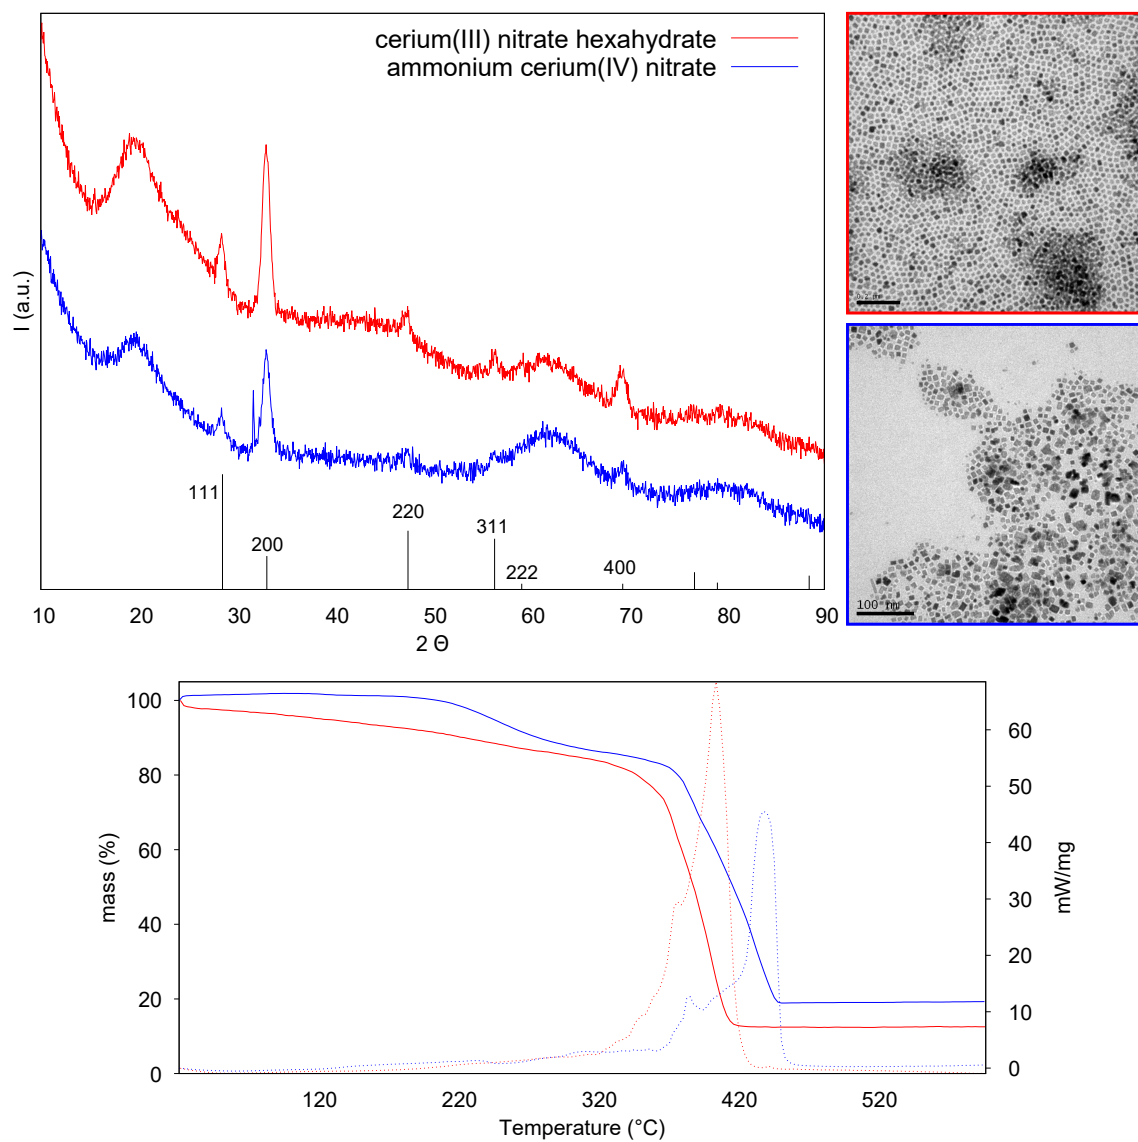 cerium(III) nitrate hexahydrate
ammonium cerium(IV) nitrate
I (a.u.)
111
200
220
311
222
400
10 20 30 40 50 60 70 80 90
2 Θ
100 nm
100
80
60
40
20
0
mass (%)
60
50
40
30
20
10
0
mW/mg
120 220 320 420 520
Temperature (°C)